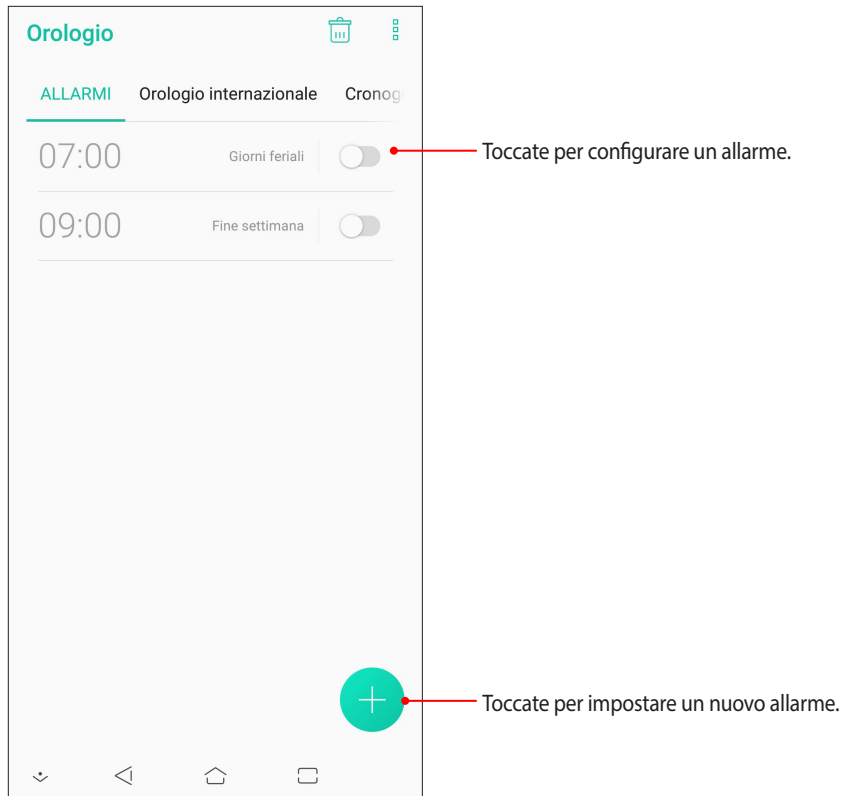 Orologio
ALLARMI Orologio internazionale Cronog
07:00 Giorni feriali
Toccate per configurare un allarme.
09:00 Fine settimana
Toccate per impostare un nuovo allarme.